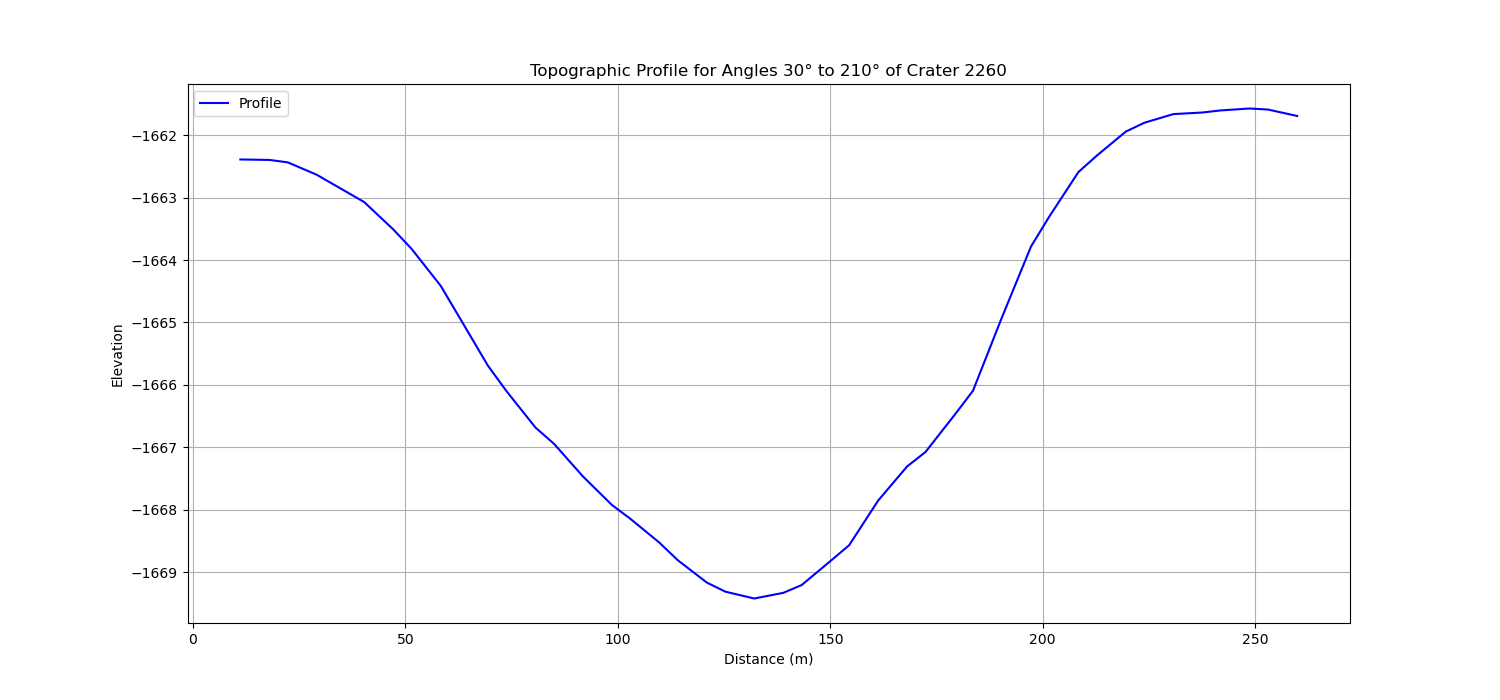 Topographic Profile for Angles 30° to 210° of Crater 2260
Profile
−1662
−1663
−1664
−1665
−1666
−1667
−1668
−1669
Elevation
0 50 100 150 200 250
Distance (m)